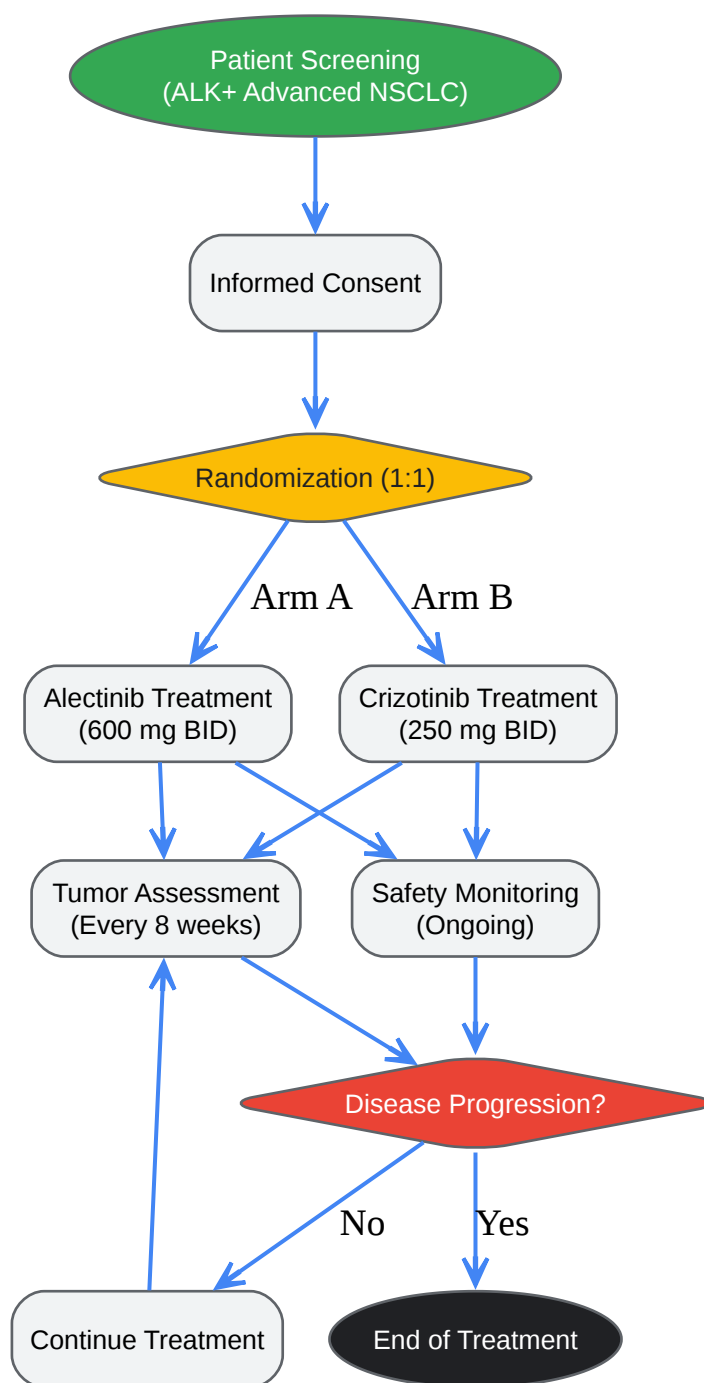 Patient Screening
(ALK+ Advanced NSCLC)
Informed Consent
Randomization (1:1)
Arm A
Arm B
Alectinib Treatment
(600 mg BID)
Crizotinib Treatment
(250 mg BID)
Tumor Assessment
(Every 8 weeks)
Safety Monitoring
(Ongoing)
Disease Progression?
No
Yes
Continue Treatment
End of Treatment